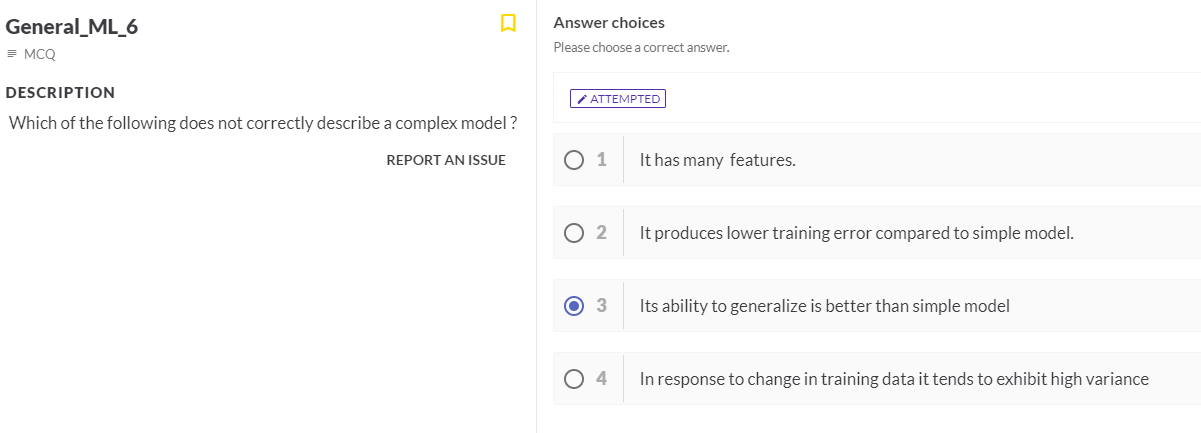 General_ML_6
MCQ
DESCRIPTION
Which of the following does not correctly describe a complex model ?
REPORT AN ISSUE
Answer choices
Please choose a correct answer.
ATTEMPTED
1 It has many features.
2 It produces lower training error compared to simple model.
3 Its ability to generalize is better than simple model
4 In response to change in training data it tends to exhibit high variance